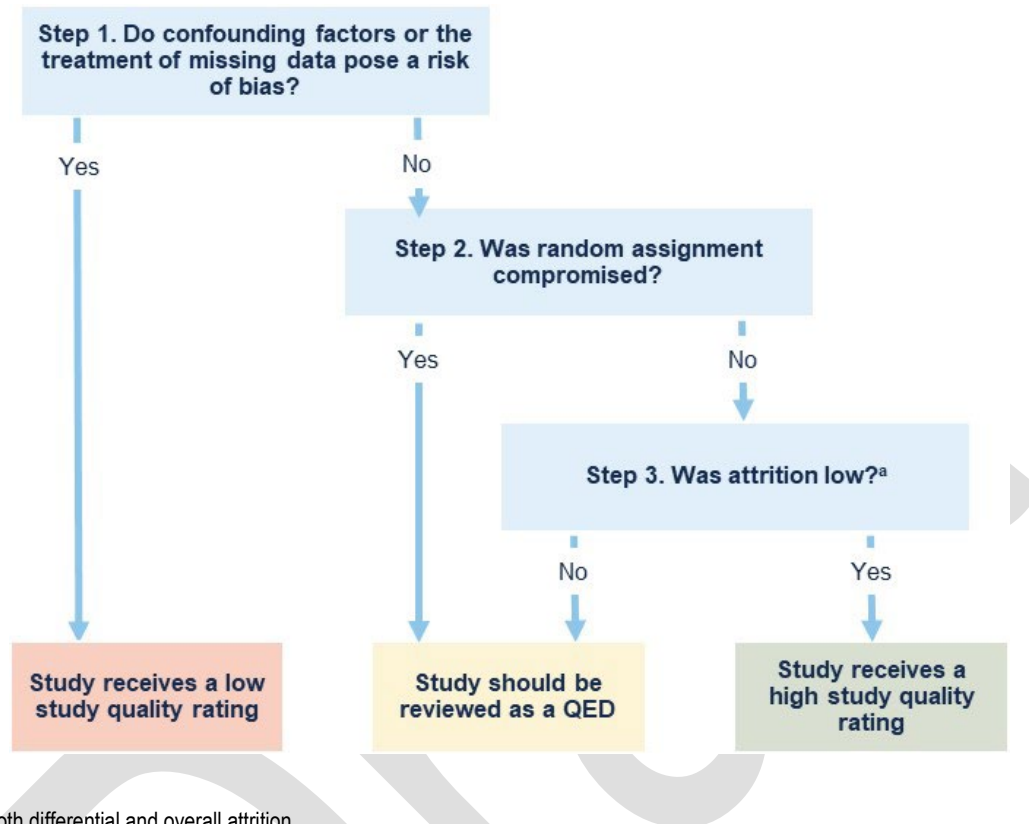 Step 1. Do confounding factors or the
treatment of missing data pose a risk
of bias?
Yes
No
Step 2. Was random assignment
compromised?
Yes
No
Step 3. Was attrition low?ª
No
Yes
Study receives a low
study quality rating
Study should be
reviewed as a QED
Study receives a
high study quality
rating
differential and overall attrition